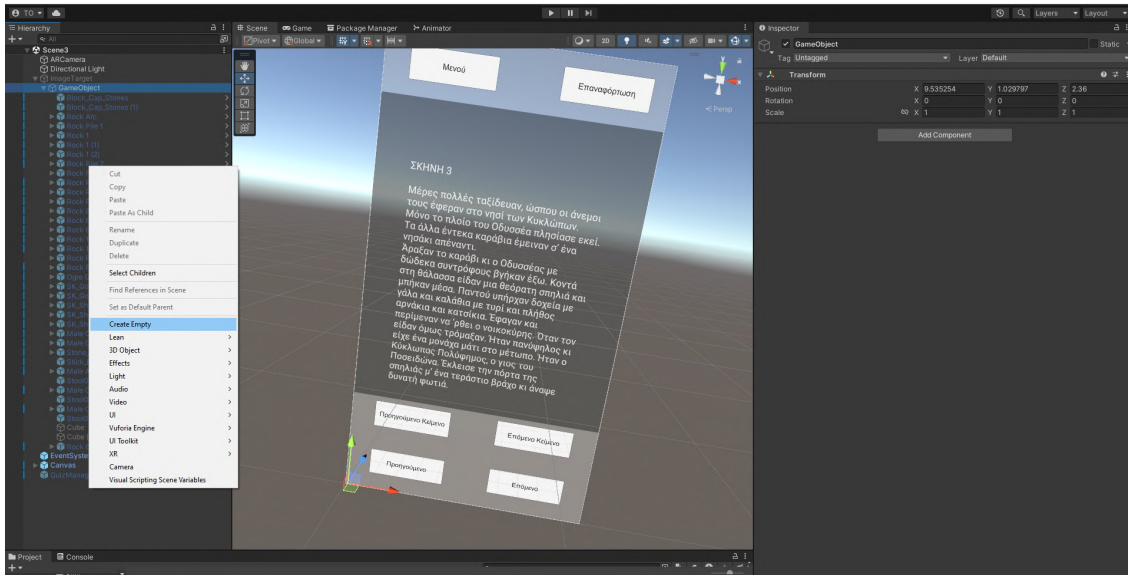 TO
Layers
Layout
Hierarchy
All
Scene3
ARCamera
Directional Light
ImageTarget
GameObject
Block_Cap_Stones
Block_Cap_Stones (1)
Rock Arc
Rock Pile 1
Rock 1
Rock 1 (1)
Rock 1 (2)
EventSyste
Canvas
QuizManag
Cut
Copy
Paste
Paste As Child
Rename
Duplicate
Delete
Select Children
Find References in Scene
Set as Default Parent
Create Empty
Lean
3D Object
Effects
Light
Audio
Video
UI
Vuforia Engine
UI Toolkit
XR
Camera
Visual Scripting Scene Variables
Scene
Game
Package Manager
Animator
Pivot
Global
2D
Persp
Μενού
Επαναφόρτωση
ΣΚΗΝΗ 3
Μέρες πολλές ταξίδευαν, ώσπου οι άνεμοι
τους έφεραν στο νησί των Κυκλώπων.
Μόνο το πλοίο του Οδυσσέα πλησίασε εκεί.
Τα άλλα έντεκα καράβια έμειναν σ' ένα
νησάκι απέναντι.
Άραξαν το καράβι κι ο Οδυσσέας με
δώδεκα συντρόφους βγήκαν έξω. Κοντά
στη θάλασσα είδαν μια θεόρατη σπηλιά και
μπήκαν μέσα. Παντού υπήρχαν δοχεία με
γάλα και καλάθια με τυρί και πλήθος
αρνάκια και κατσίκια. Έφαγαν και
περίμεναν να 'ρθει ο νοικοκύρης. Όταν τον
είδαν όμως τρόμαξαν. Ήταν πανύψηλος κι
είχε ένα μονάχα μάτι στο μέτωπο. Ήταν ο
Κύκλωπας Πολύφημος, ο γιος του
Ποσειδώνα. Έκλεισε την πόρτα της
σπηλιάς μ' ένα τεράστιο βράχο κι άναψε
δυνατή φωτιά.
Προηγούμενο Κείμενο
Επόμενο Κείμενο
Προηγούμενο
Επόμενο
Inspector
GameObject
Static
Tag Untagged
Layer Default
Transform
Position X 9.535254 Y 1.029797 Z 2.36
Rotation X 0 Y 0 Z 0
Scale X 1 Y 1 Z 1
Add Component
Project
Console